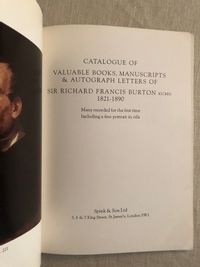 CATALOGUE OF
VALUABLE BOOKS, MANUSCRIPTS
& AUTOGRAPH LETTERS OF
SIR RICHARD FRANCIS BURTON KCMG
1821-1890
Many recorded for the first time
Including a fine portrait in oils
Spink & Son Ltd
5, 6 & 7 King Street, St James's, London SW1